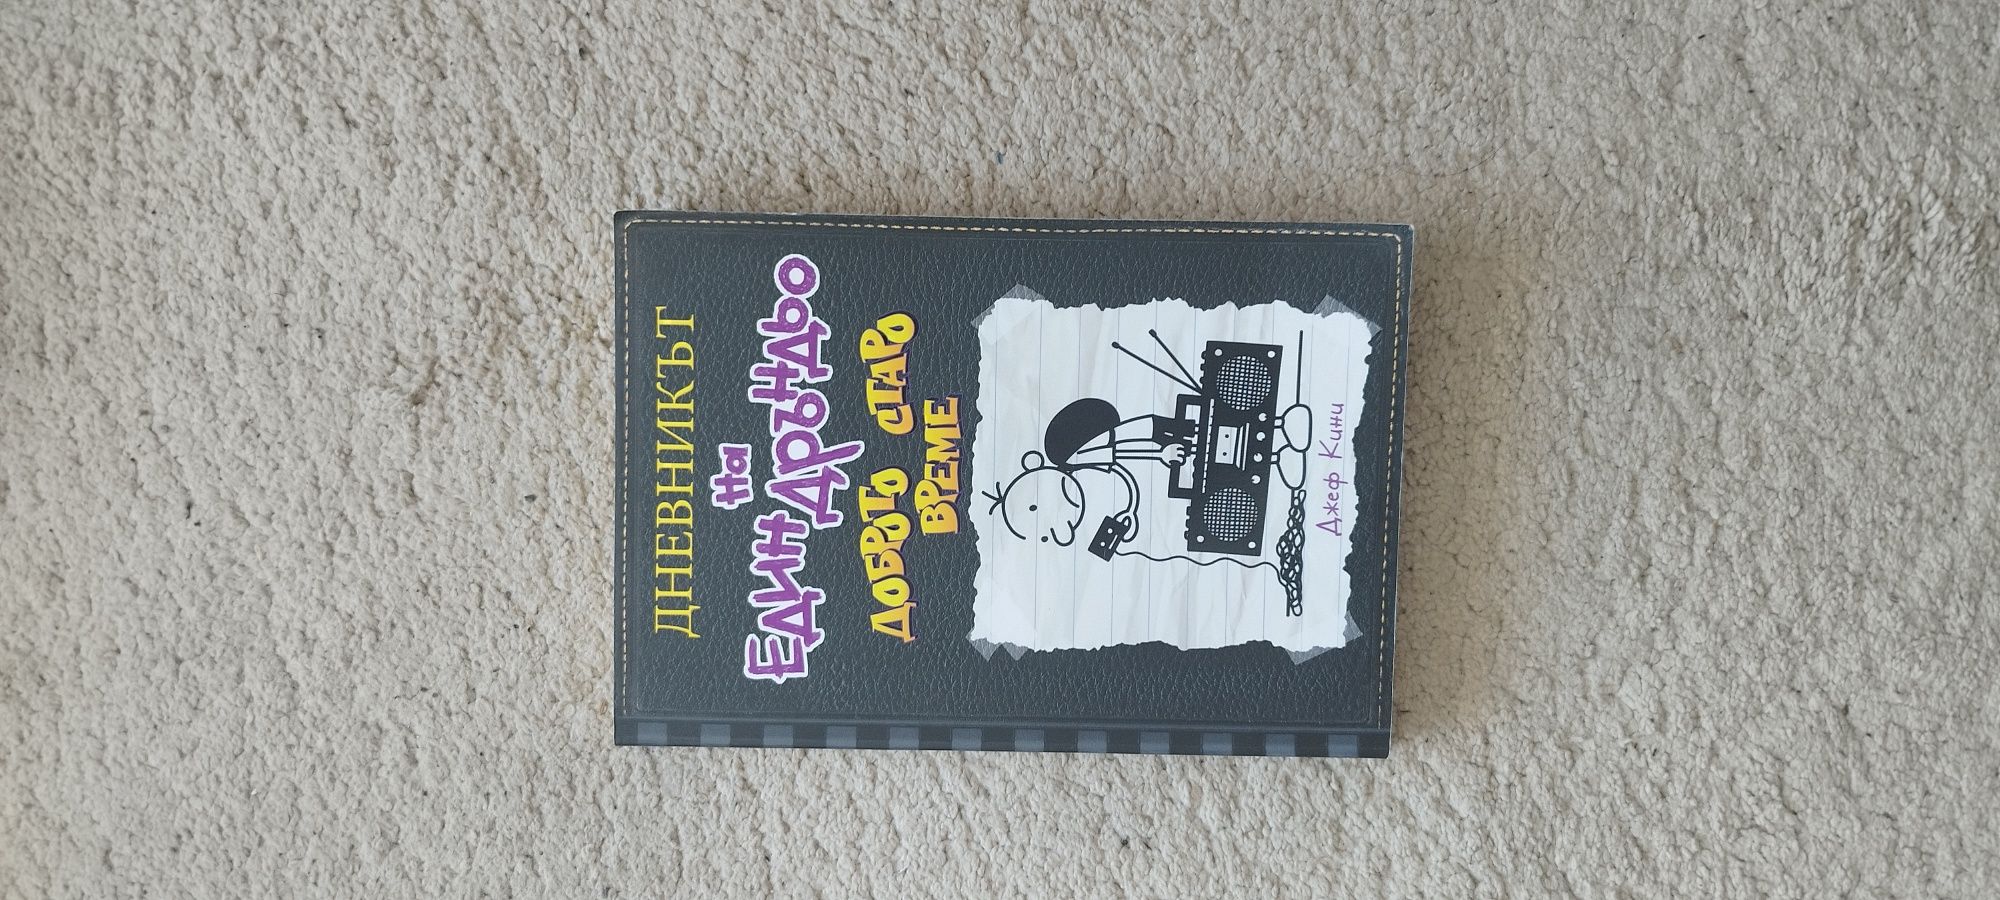 ДНЕВНИКЪТ
На
ЕДИН ДРЪНДЬО
ДОБРОТО СТАРО
ВРЕМЕ
Джеф Кини